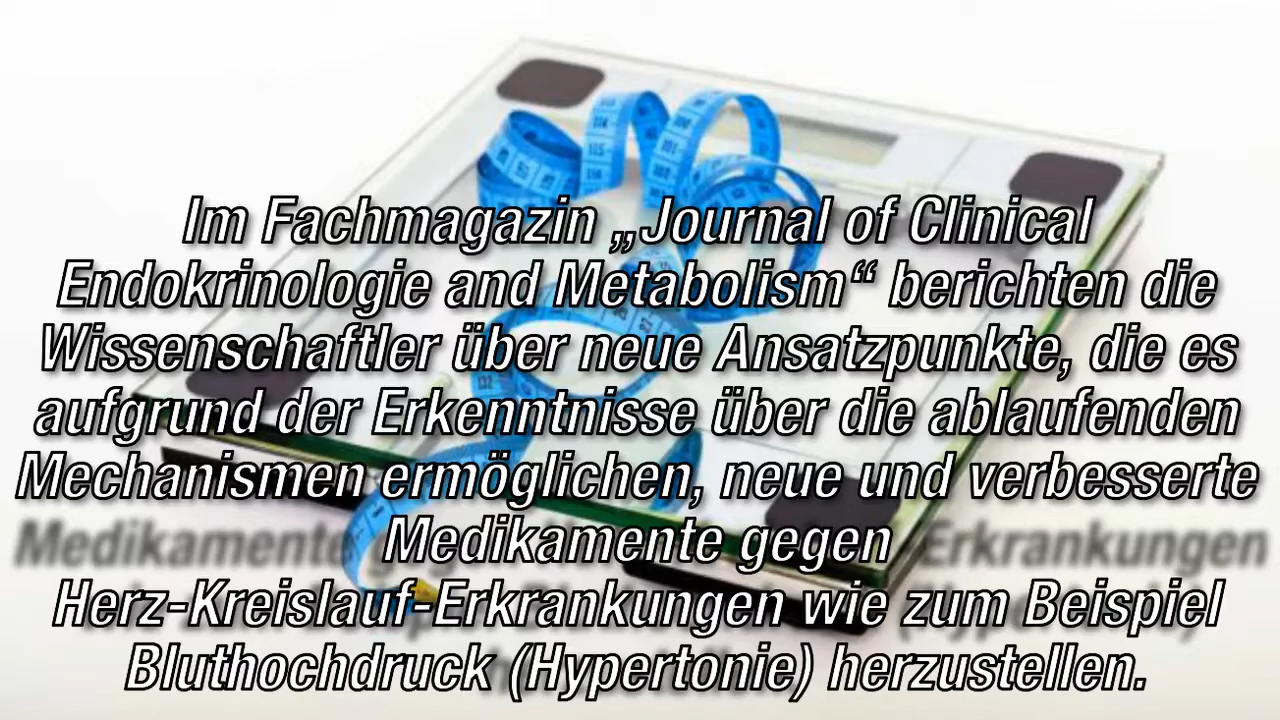 Im Fachmagazin „Journal of Clinical
Endokrinologie and Metabolism“ berichten die
Wissenschaftler über neue Ansatzpunkte, die es
aufgrund der Erkenntnisse über die ablaufenden
Mechanismen ermöglichen, neue und verbesserte
Medikamente gegen
Herz-Kreislauf-Erkrankungen wie zum Beispiel
Bluthochdruck (Hypertonie) herzustellen.